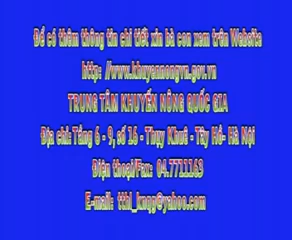 Để có thêm thông tin chi tiết xin bà con xem trên Website
http: //www.khuyennongvn.gov.vn
TRUNG TÂM KHUYẾN NÔNG QUỐC GIA
Địa chỉ: Tầng 6 - 9, số 16 - Thụy Khuê - Tây Hồ- Hà Nội
Điện thoại/Fax: 04.7711163
E-mail: tthl_knqg@yahoo.com